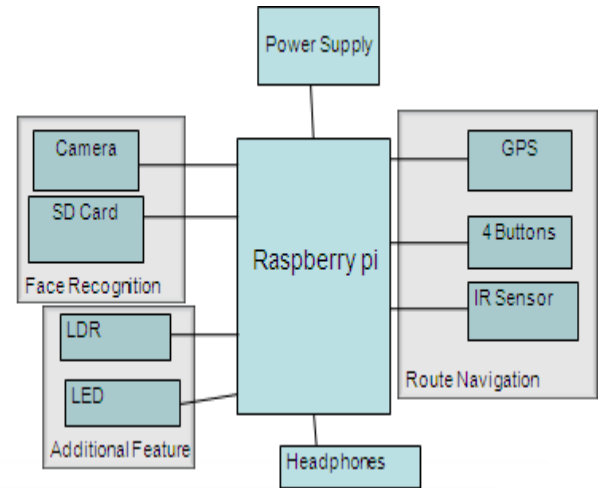 Power Supply
Camera
SD Card
Face Recognition
LDR
LED
Additional Feature
Raspberry pi
GPS
4 Buttons
IR Sensor
Route Navigation
Headphones